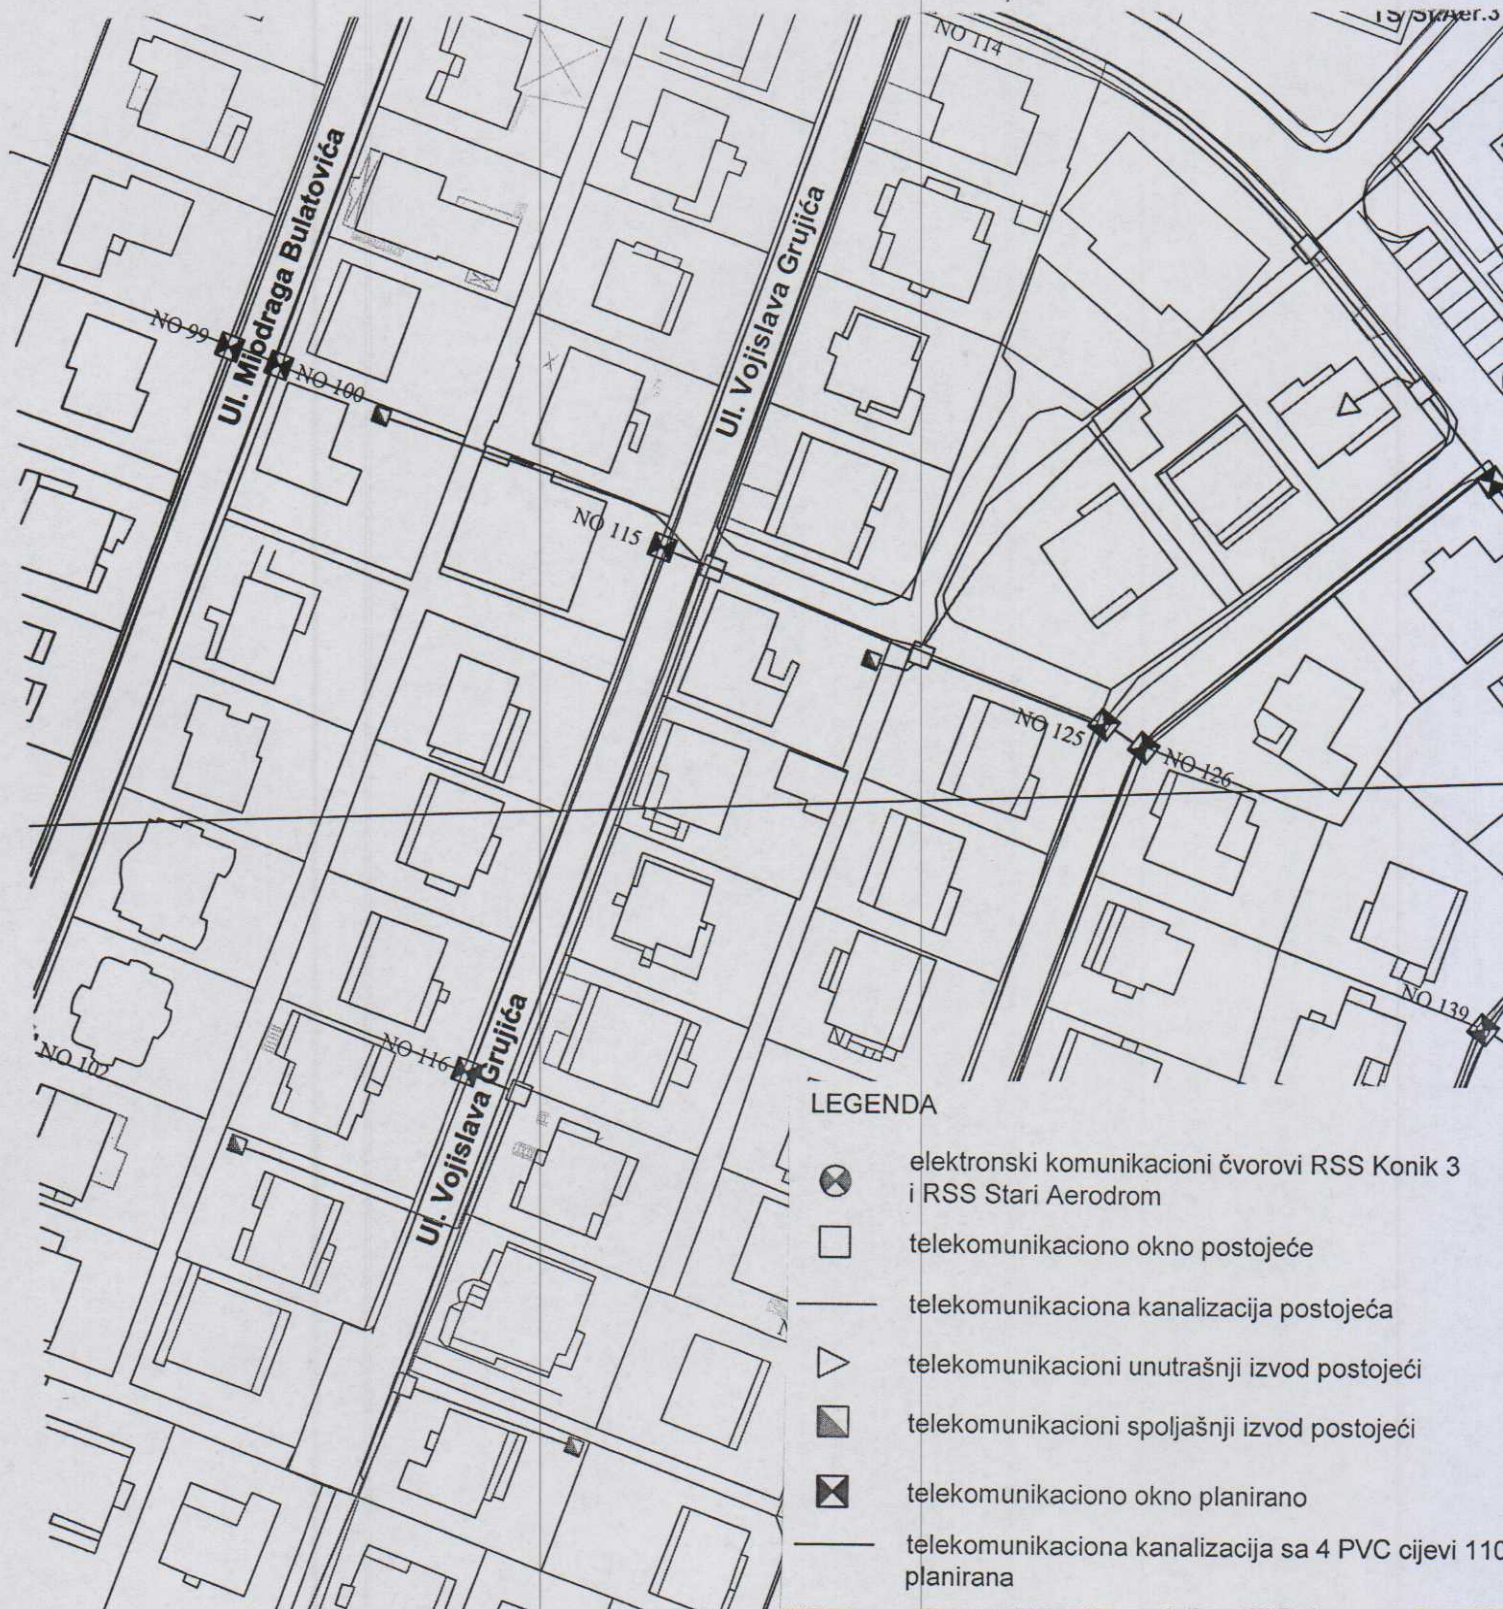 NO 114
Ul. Miodraga Bulatovića
Ul. Vojislava Grujića
NO 99
NO 100
NO 115
NO 125
NO 126
NO 139
NO 116
Ul. Vojislava Grujića
LEGENDA
elektronski komunikacioni čvorovi RSS Konik 3
i RSS Stari Aerodrom
telekomunikaciono okno postojeće
telekomunikaciona kanalizacija postojeća
telekomunikacioni unutrašnji izvod postojeći
telekomunikacioni spoljašnji izvod postojeći
telekomunikaciono okno planirano
telekomunikaciona kanalizacija sa 4 PVC cijevi 110
planirana